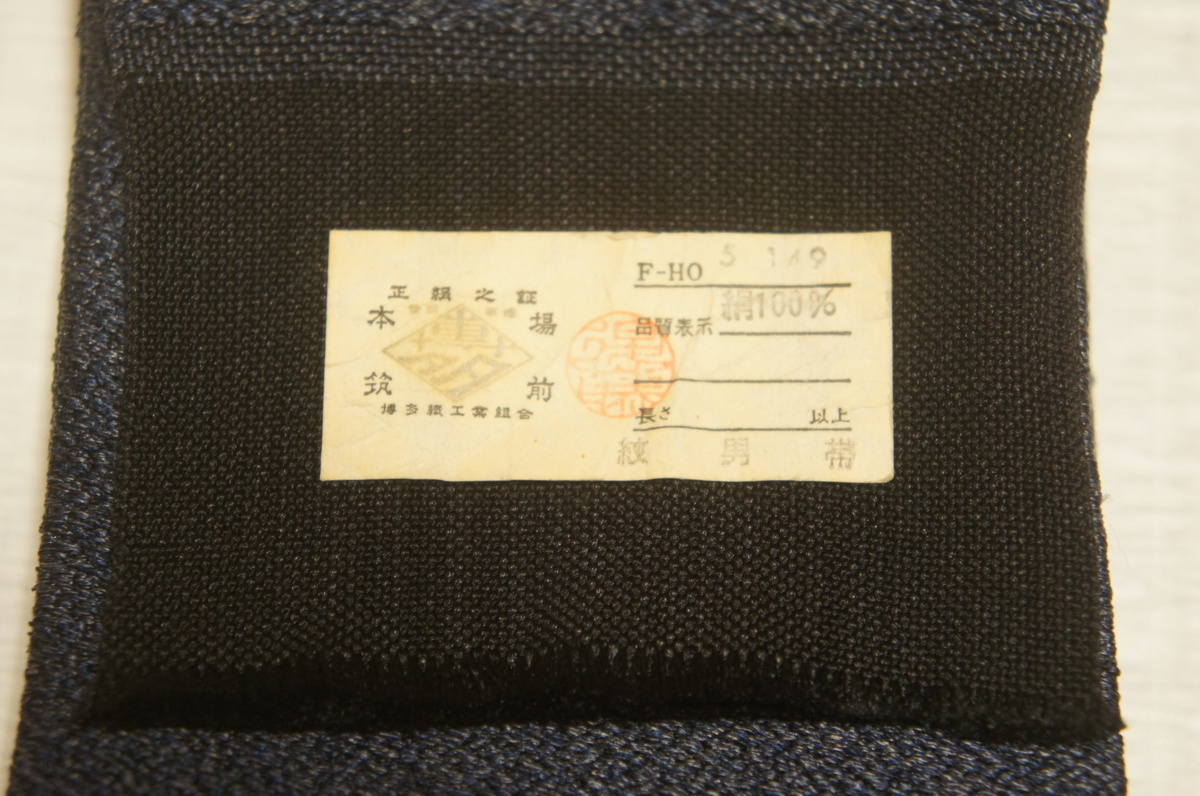 正絹之証
本場
筑前
博多織工業組合
F-HO 5 149
品質表示 絹100%
長さ 以上
紋男帯